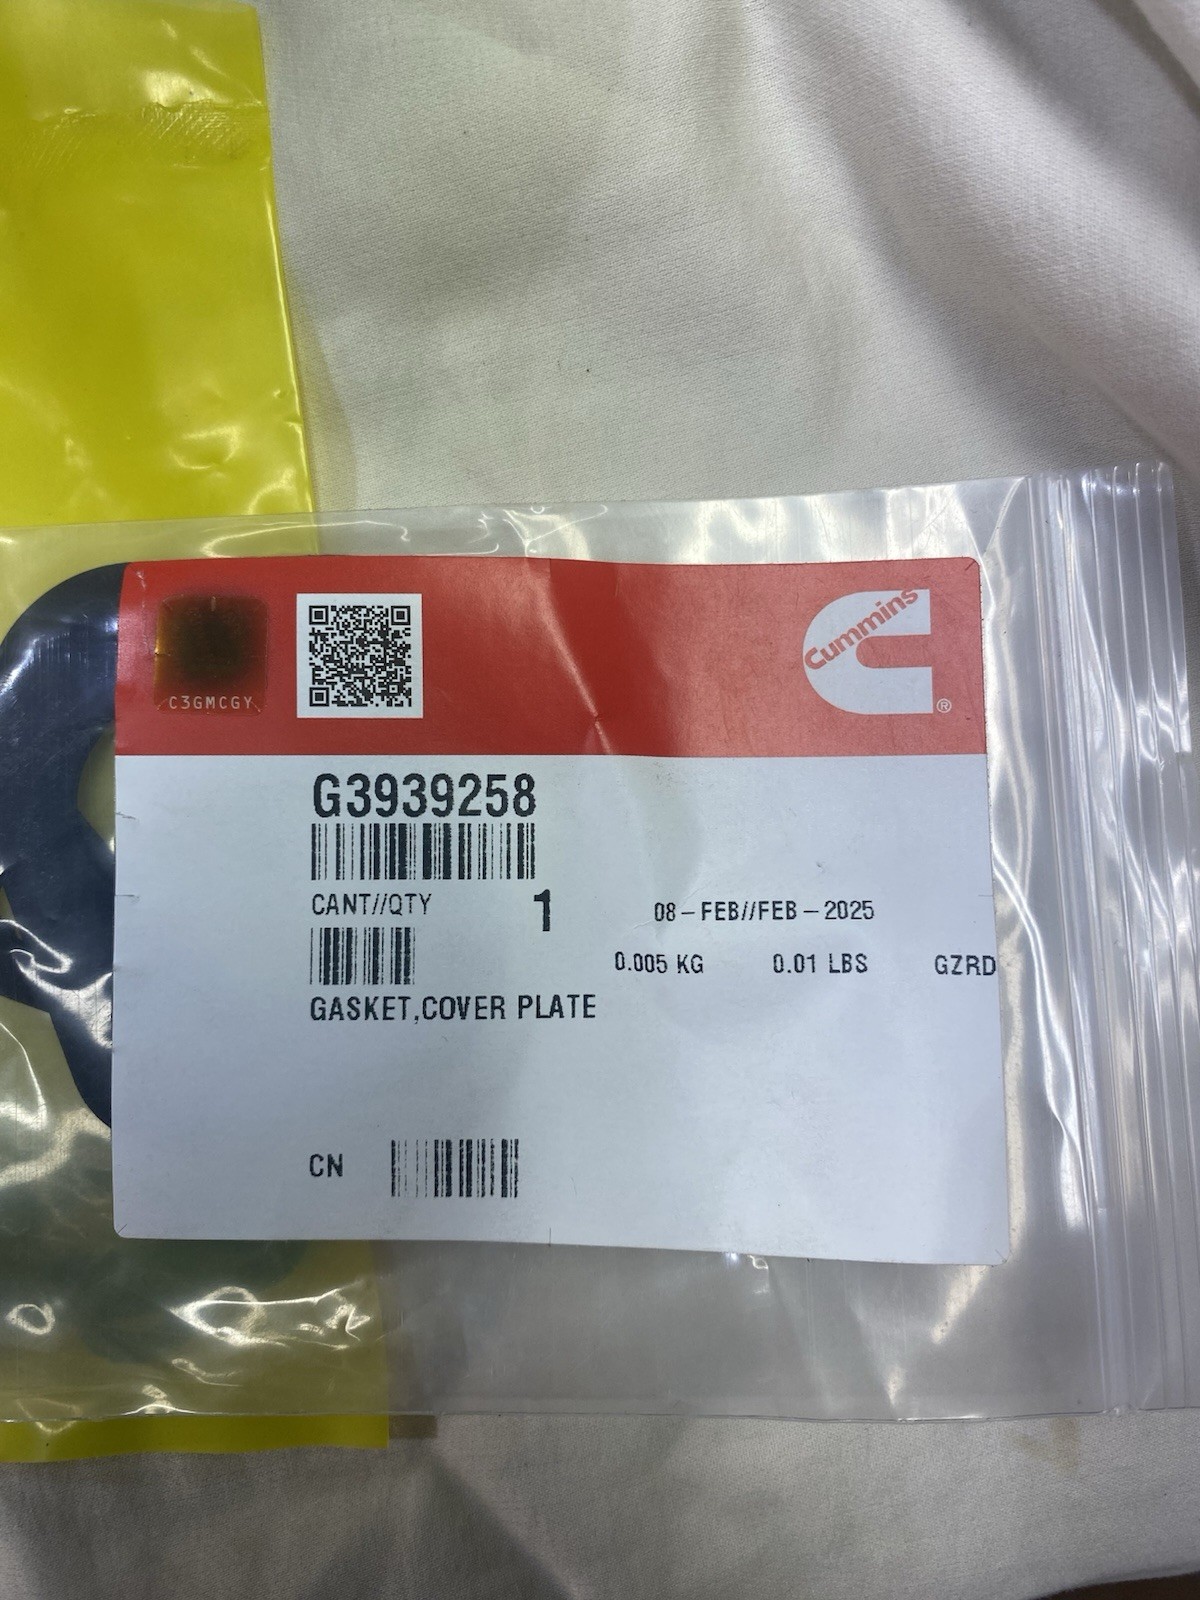 C3GMCGY
Cummins
®
G3939258
CANT//QTY 1 08-FEB//FEB-2025
0.005 KG 0.01 LBS GZRD
GASKET,COVER PLATE
CN